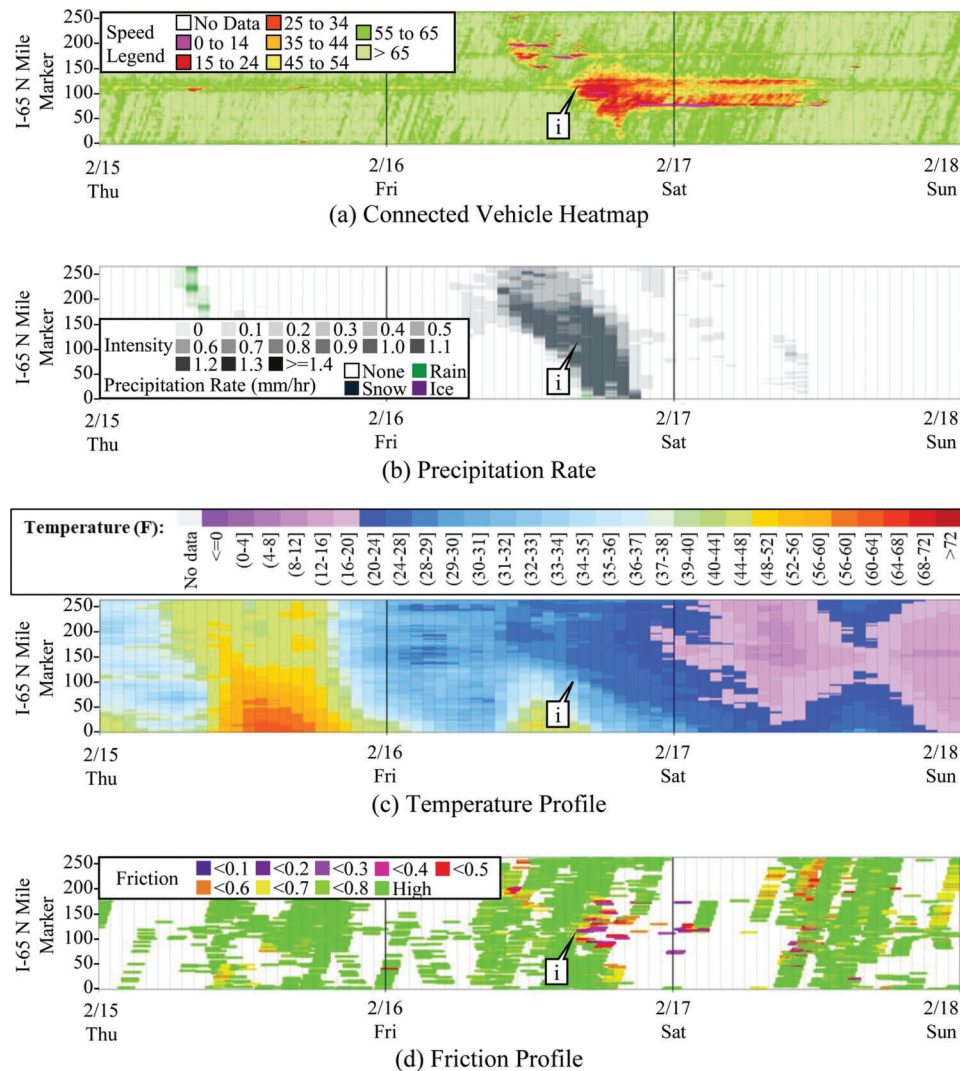 Speed Legend
No Data 25 to 34 55 to 65
0 to 14 35 to 44 > 65
15 to 24 45 to 54
I-65 N Mile Marker
250
200
150
100
50
0
i
2/15 2/16 2/17 2/18
Thu Fri Sat Sun
(a) Connected Vehicle Heatmap
I-65 N Mile Marker
250
200
150
100
50
0
Intensity
0 0.1 0.2 0.3 0.4 0.5
0.6 0.7 0.8 0.9 1.0 1.1
1.2 1.3 >=1.4
None Rain
Precipitation Rate (mm/hr) Snow Ice
i
2/15 2/16 2/17 2/18
Thu Fri Sat Sun
(b) Precipitation Rate
Temperature (F):
No data <=0 (0-4] (4-8] (8-12] (12-16] (16-20] (20-24] (24-28] (28-29] (29-30] (30-31] (31-32] (32-33] (33-34] (34-35] (35-36] (36-37] (37-38] (39-40] (40-44] (44-48] (48-52] (52-56] (56-60] (56-60] (60-64] (64-68] (68-72] >72
I-65 N Mile Marker
250
200
150
100
50
0
i
2/15 2/16 2/17 2/18
Thu Fri Sat Sun
(c) Temperature Profile
I-65 N Mile Marker
250
200
150
100
50
0
Friction
<0.1 <0.2 <0.3 <0.4 <0.5
<0.6 <0.7 <0.8 High
i
2/15 2/16 2/17 2/18
Thu Fri Sat Sun
(d) Friction Profile